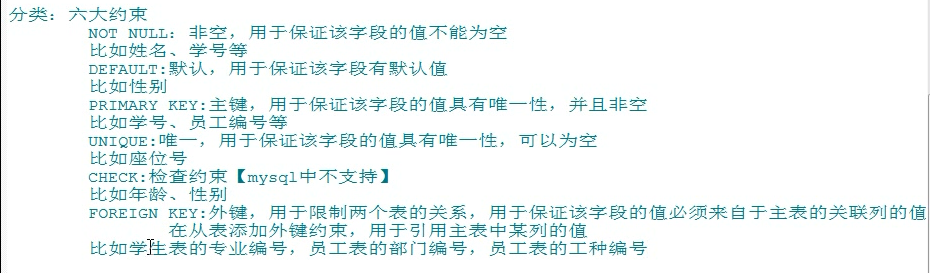 分类：六大约束
NOT NULL：非空，用于保证该字段的值不能为空
比如姓名、学号等
DEFAULT:默认，用于保证该字段有默认值
比如性别
PRIMARY KEY:主键，用于保证该字段的值具有唯一性，并且非空
比如学号、员工编号等
UNIQUE:唯一，用于保证该字段的值具有唯一性，可以为空
比如座位号
CHECK:检查约束【mysql中不支持】
比如年龄、性别
FOREIGN KEY:外键，用于限制两个表的关系，用于保证该字段的值必须来自于主表的关联列的值
在从表添加外键约束，用于引用主表中某列的值
比如学生表的专业编号，员工表的部门编号，员工表的工种编号